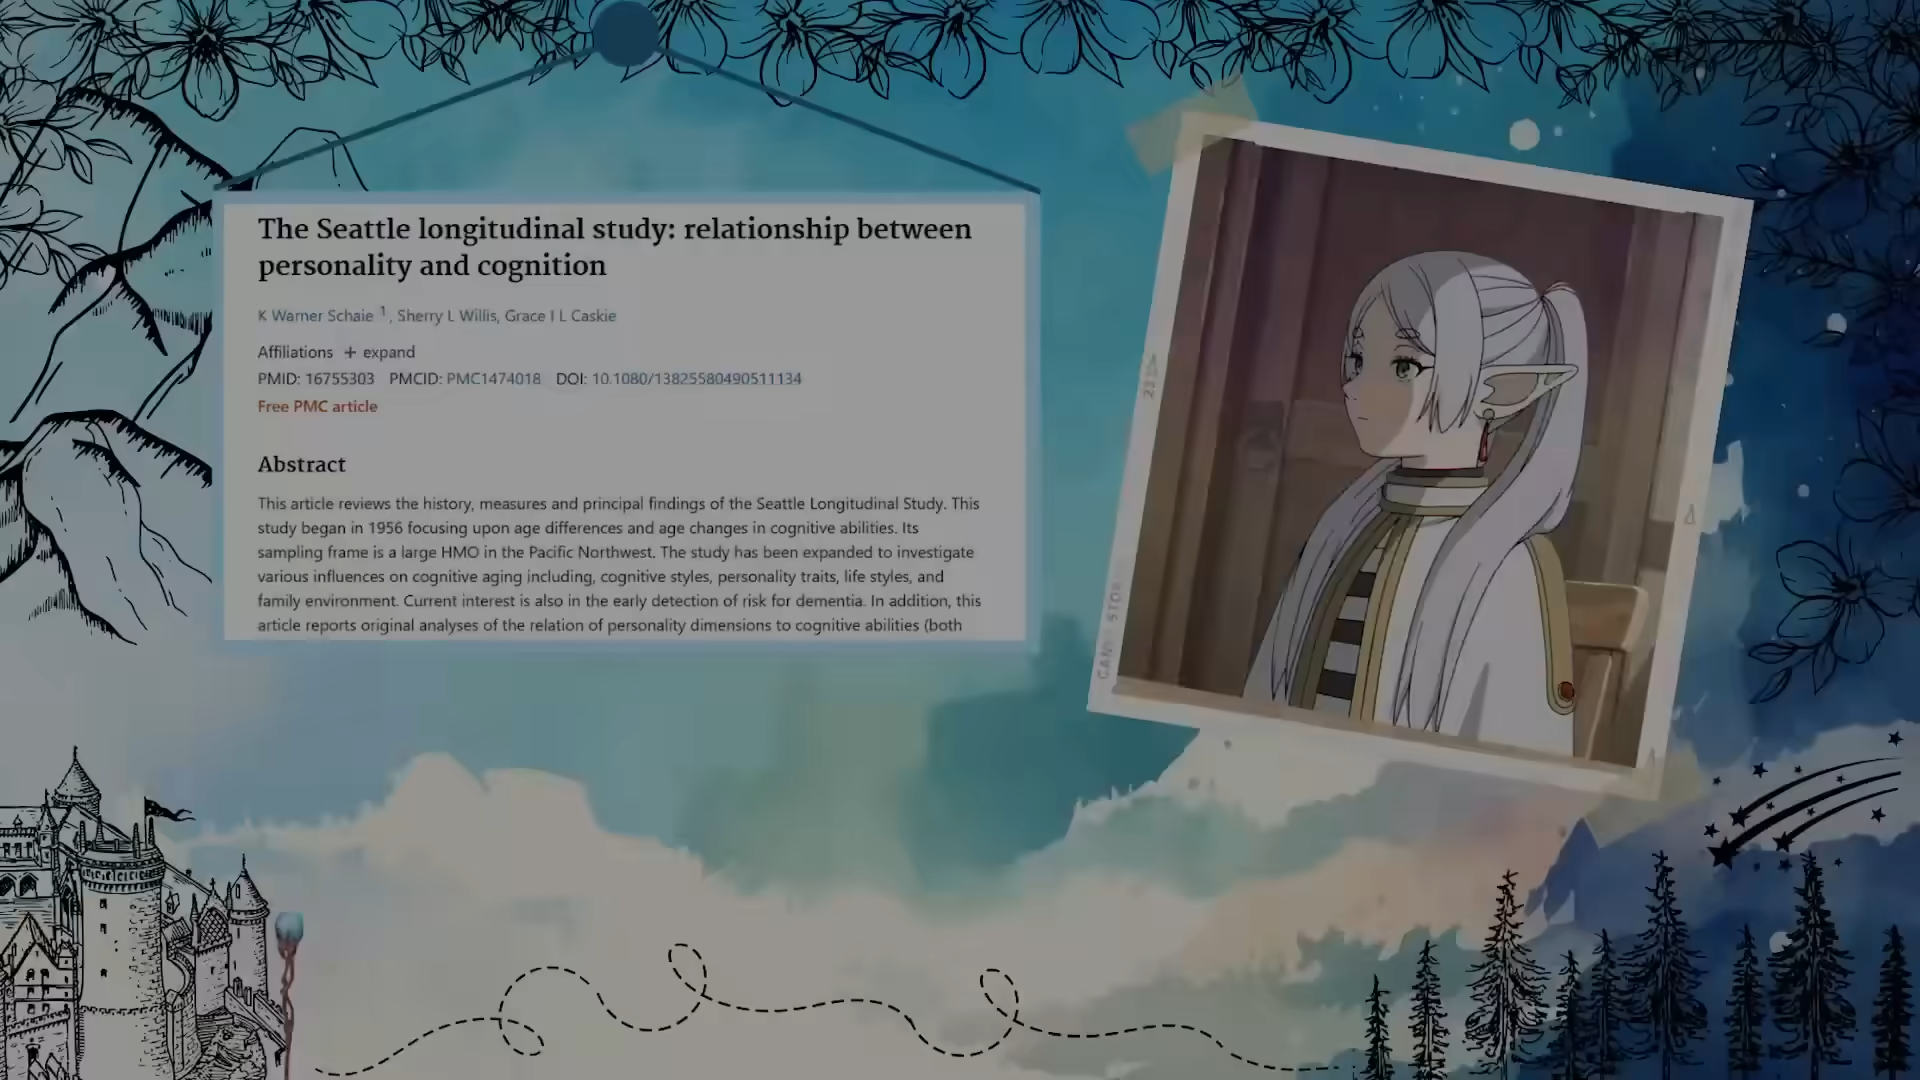 The Seattle longitudinal study: relationship between
personality and cognition
K Warner Schaie 1, Sherry L Willis, Grace I L Caskie
Affiliations + expand
PMID: 16755303 PMCID: PMC1474018 DOI: 10.1080/13825580490511134
Free PMC article
Abstract
This article reviews the history, measures and principal findings of the Seattle Longitudinal Study. This
study began in 1956 focusing upon age differences and age changes in cognitive abilities. Its
sampling frame is a large HMO in the Pacific Northwest. The study has been expanded to investigate
various influences on cognitive aging including, cognitive styles, personality traits, life styles, and
family environment. Current interest is also in the early detection of risk for dementia. In addition, this
article reports original analyses of the relation of personality dimensions to cognitive abilities (both